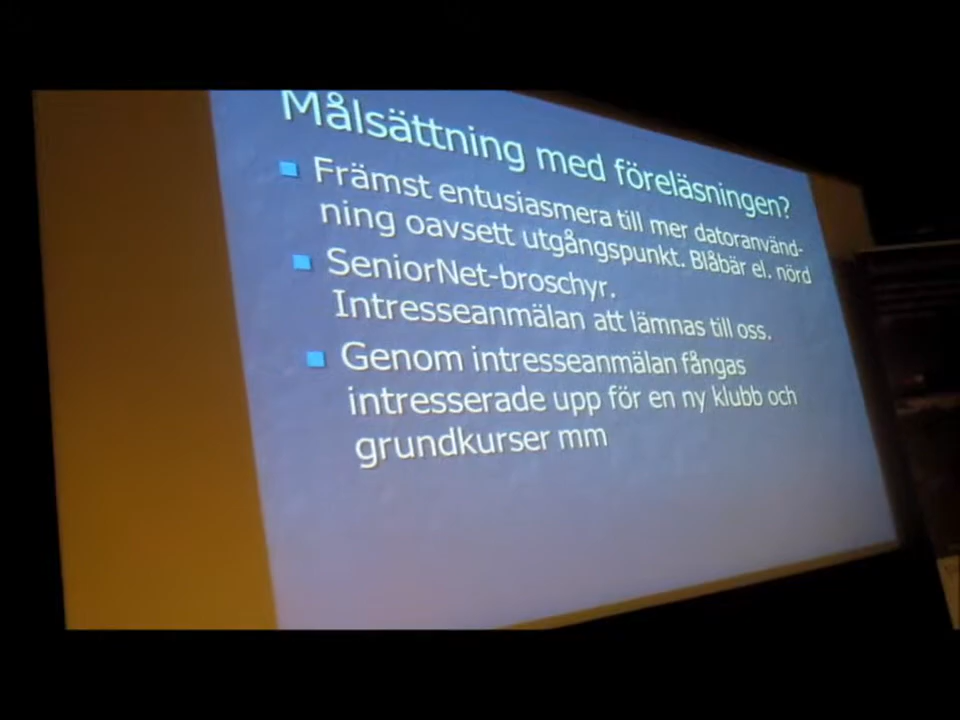 Målsättning med föreläsningen?
Främst entusiasmera till mer datoranvänd-
ning oavsett utgångspunkt. Blåbär el. nörd
SeniorNet-broschyr.
Intresseanmälan att lämnas till oss.
Genom intresseanmälan fångas
intresserade upp för en ny klubb och
grundkurser mm